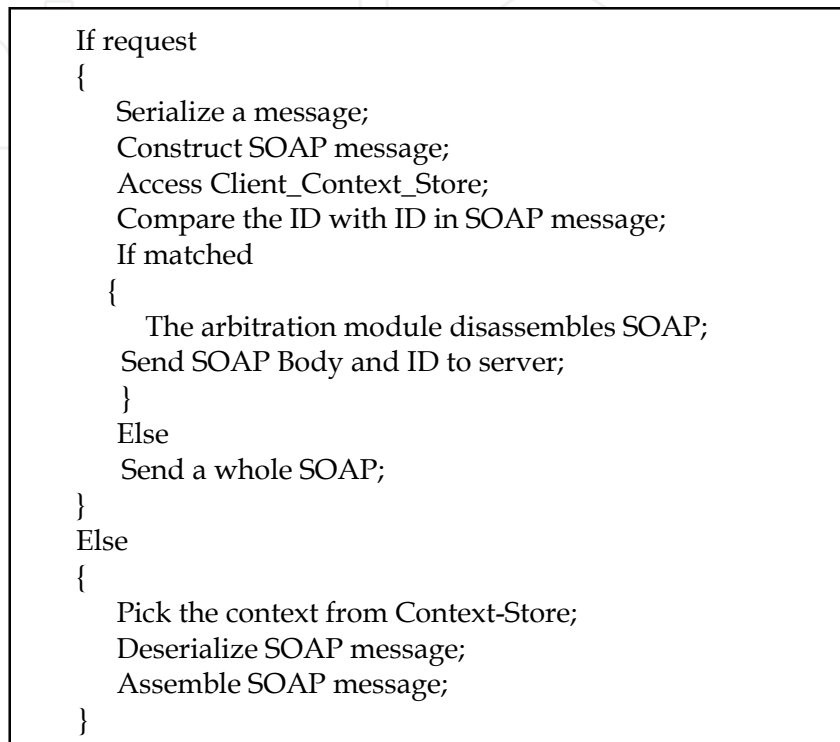 If request
{
Serialize a message;
Construct SOAP message;
Access Client_Context_Store;
Compare the ID with ID in SOAP message;
If matched
{
The arbitration module disassembles SOAP;
Send SOAP Body and ID to server;
}
Else
Send a whole SOAP;
}
Else
{
Pick the context from Context-Store;
Deserialize SOAP message;
Assemble SOAP message;
}